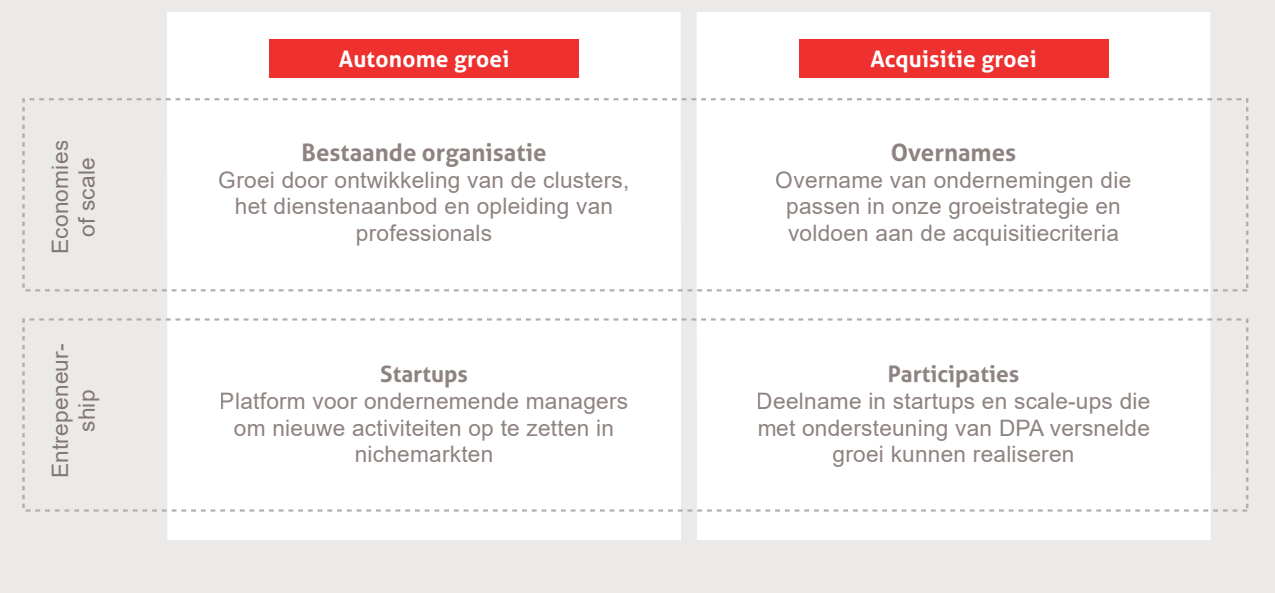 Autonome groei
Acquisitie groei
Economies
of scale
Bestaande organisatie
Groei door ontwikkeling van de clusters,
het dienstenaanbod en opleiding van
professionals
Overnames
Overname van ondernemingen die
passen in onze groeistrategie en
voldoen aan de acquisitiecriteria
Entrepeneur-
ship
Startups
Platform voor ondernemende managers
om nieuwe activiteiten op te zetten in
nichemarkten
Participaties
Deelname in startups en scale-ups die
met ondersteuning van DPA versnelde
groei kunnen realiseren